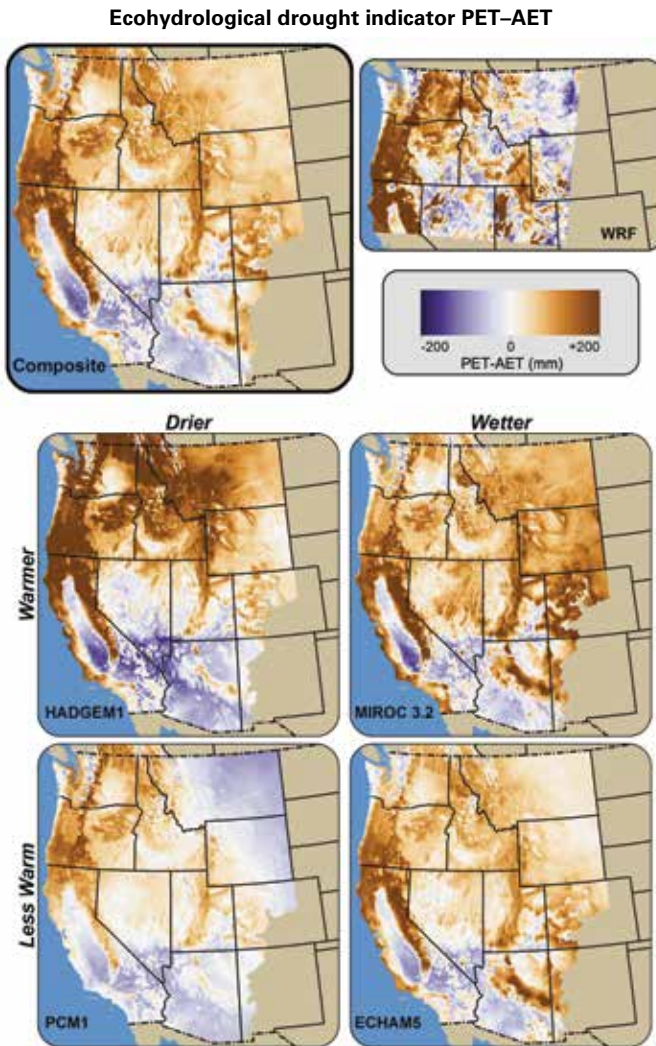 Ecohydrological drought indicator PET–AET
Composite
WRF
-200 0 +200
PET-AET (mm)
Drier
Wetter
Warmer
HADGEM1
MIROC 3.2
Less Warm
PCM1
ECHAM5